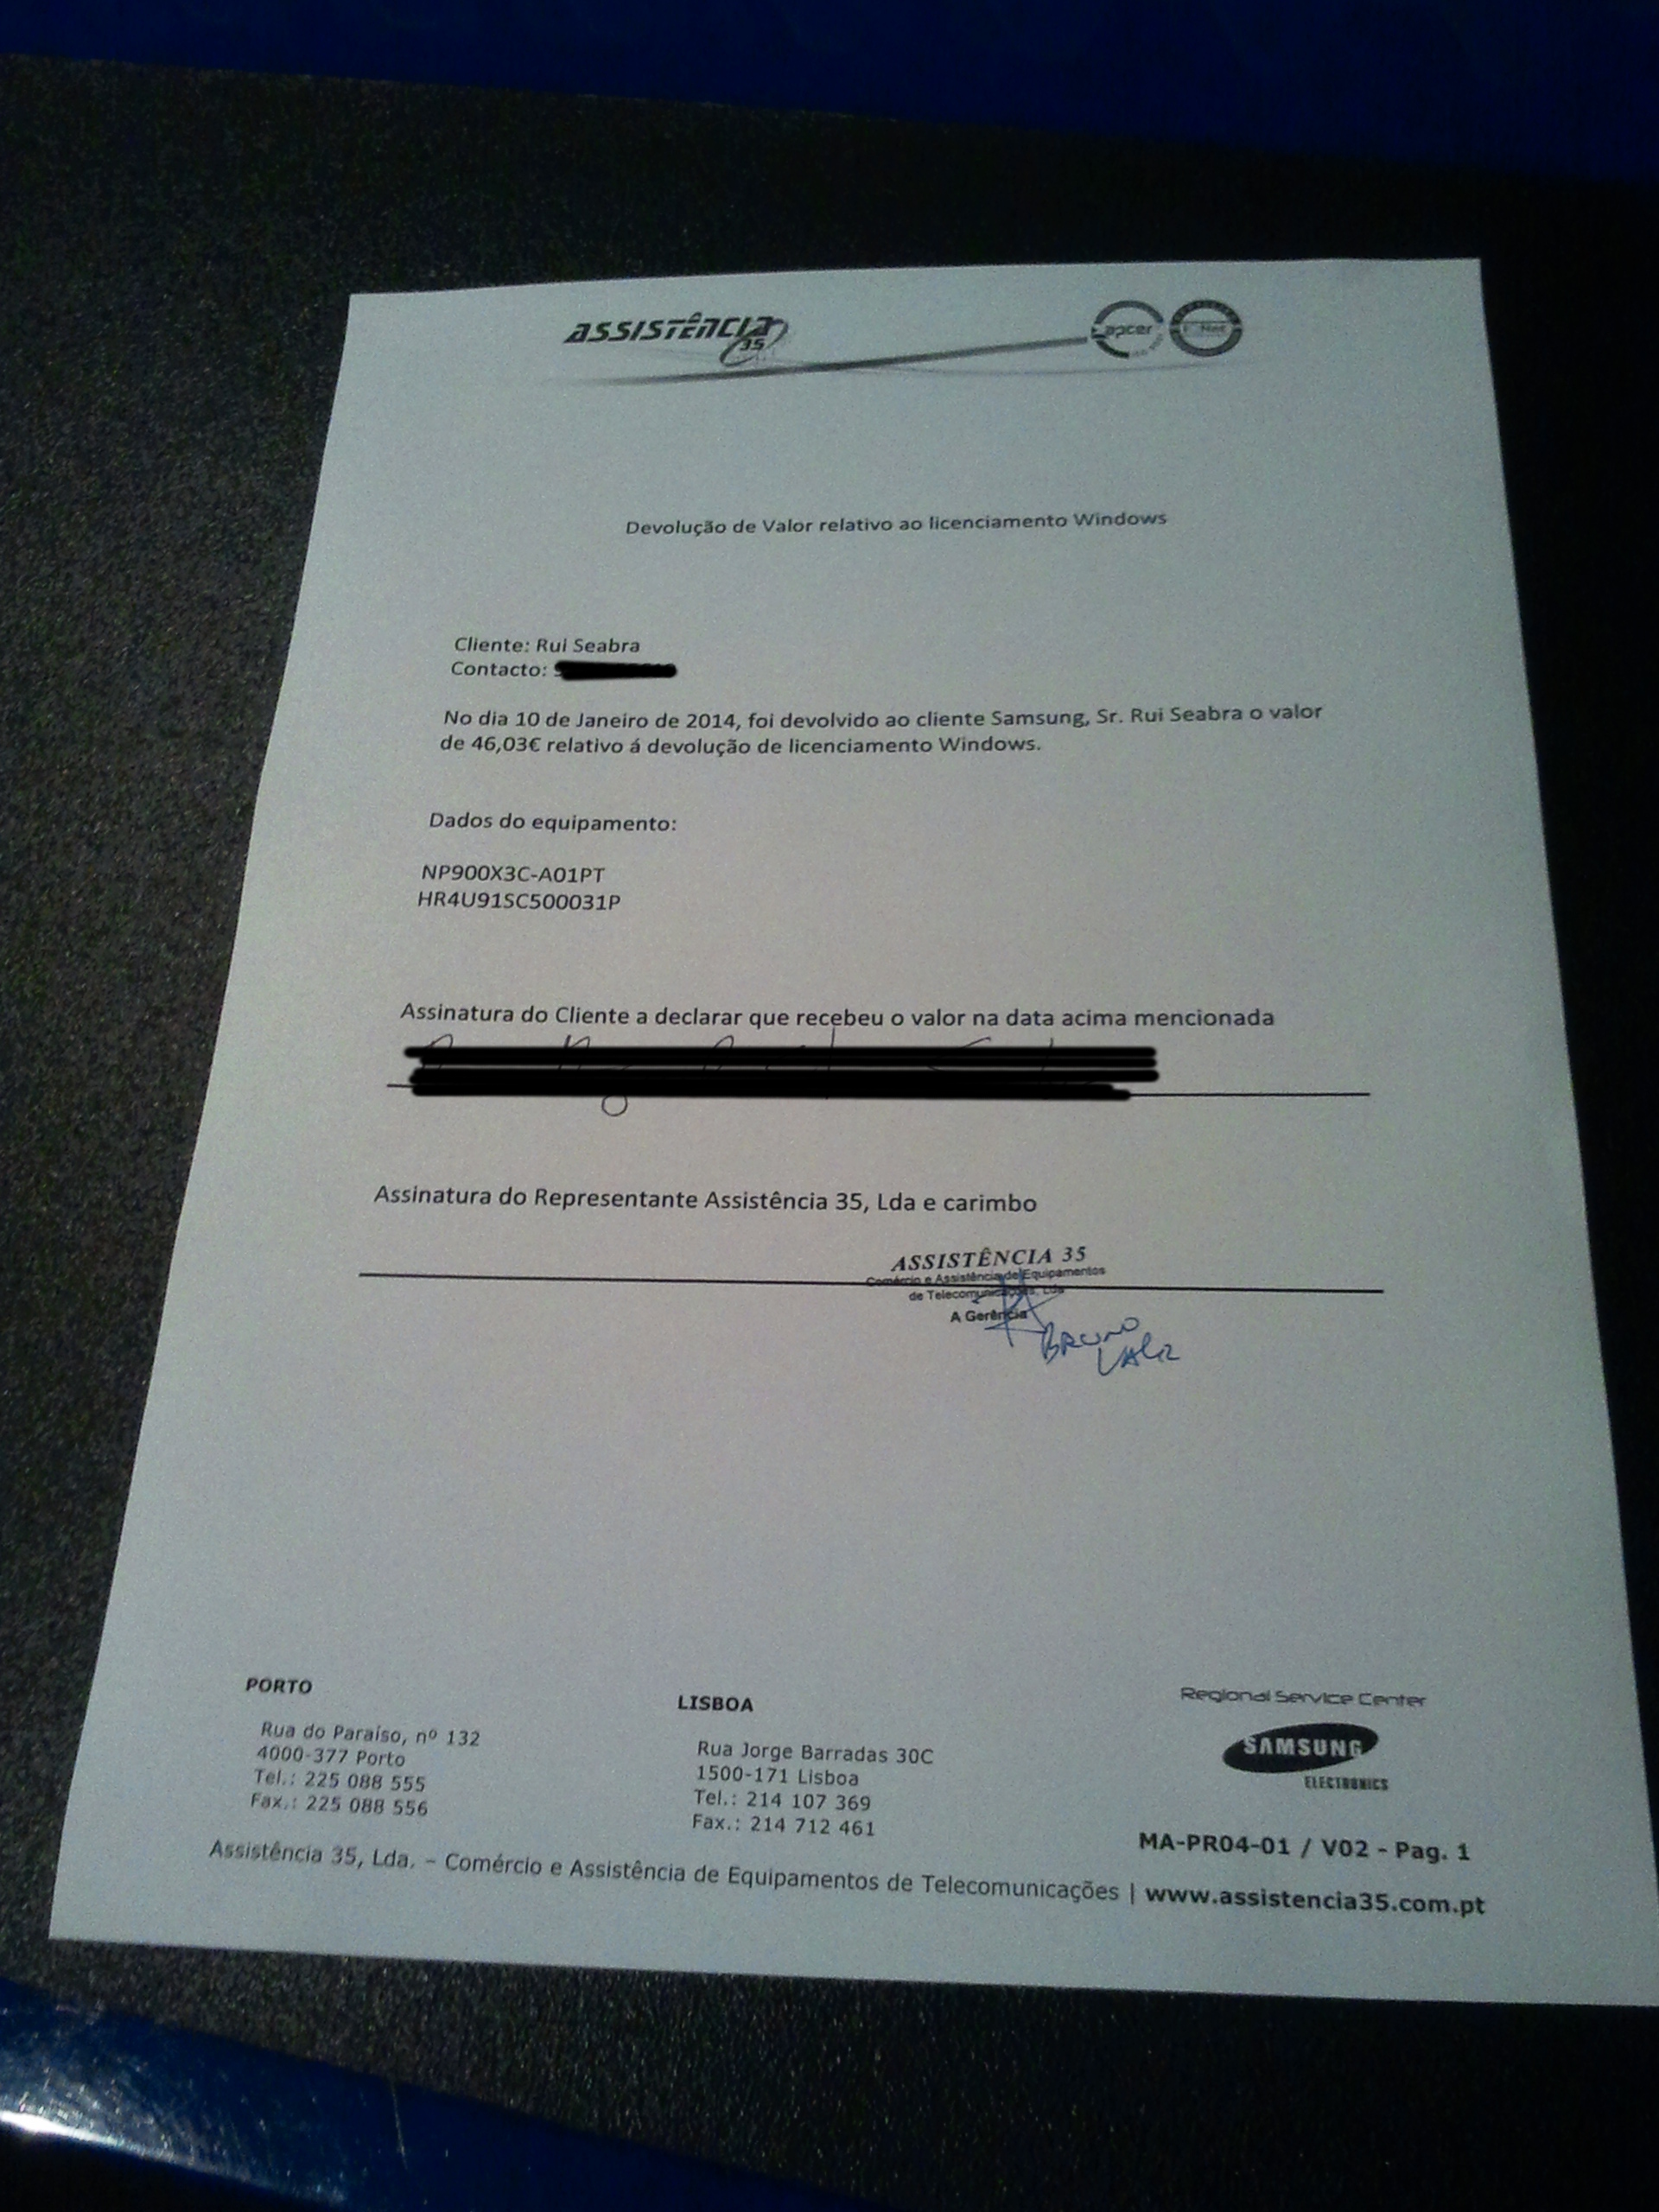 ASSISTÊNCIA
35
apcer
Net
Devolução de Valor relativo ao licenciamento Windows
Cliente: Rui Seabra
Contacto:
No dia 10 de Janeiro de 2014, foi devolvido ao cliente Samsung, Sr. Rui Seabra o valor
de 46,03€ relativo á devolução de licenciamento Windows.
Dados do equipamento:
NP900X3C-A01PT
HR4U91SC500031P
Assinatura do Cliente a declarar que recebeu o valor na data acima mencionada
Assinatura do Representante Assistência 35, Lda e carimbo
ASSISTÊNCIA 35
Comércio e Assistência de Equipamentos
de Telecomunicações, Lda
A Gerência
BRUNO
PORTO
Rua do Paraíso, nº 132
4000-377 Porto
Tel.: 225 088 555
Fax.: 225 088 556
LISBOA
Rua Jorge Barradas 30C
1500-171 Lisboa
Tel.: 214 107 369
Fax.: 214 712 461
Regional Service Center
SAMSUNG
ELECTRONICS
MA-PR04-01 / V02 - Pag. 1
Assistência 35, Lda. – Comércio e Assistência de Equipamentos de Telecomunicações | www.assistencia35.com.pt